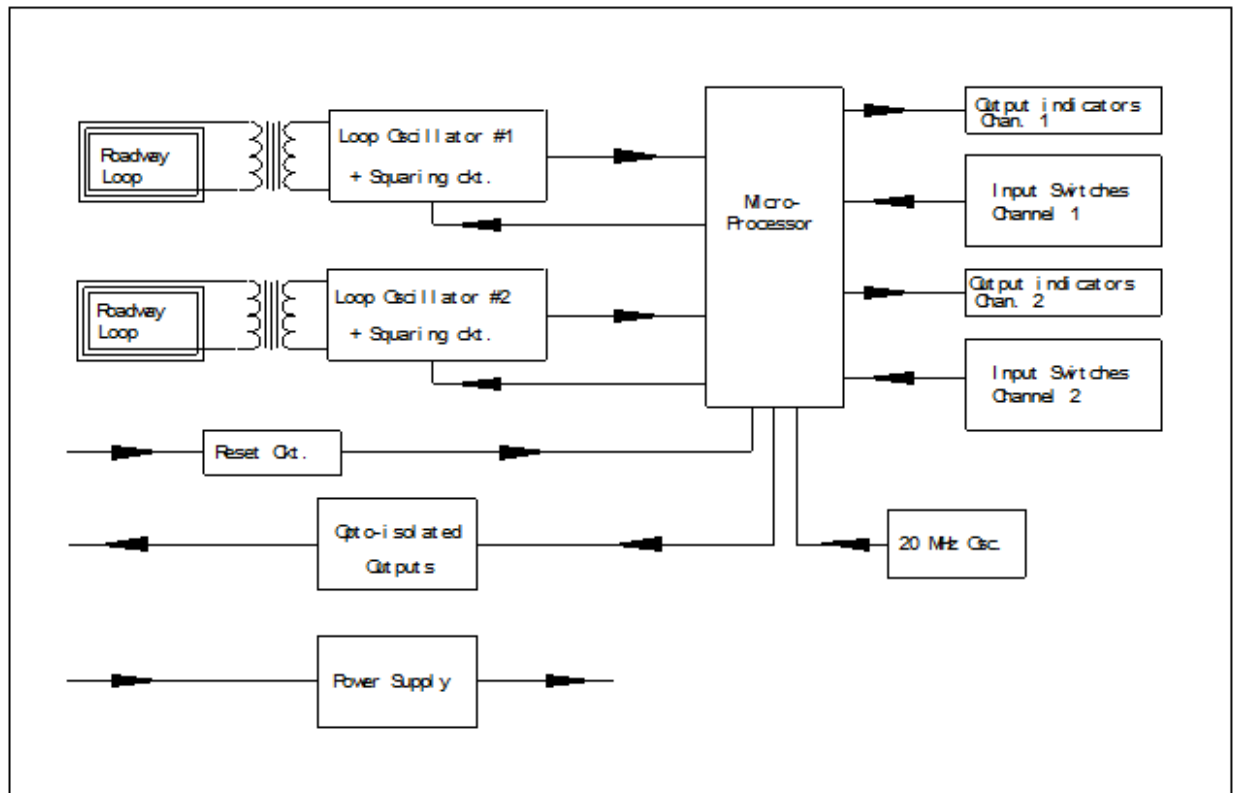 Roadway
Loop
Loop Oscillator #1
+ Squaring ckt.
Micro-
Processor
Output indicators
Chan. 1
Input Switches
Channel 1
Roadway
Loop
Loop Oscillator #2
+ Squaring ckt.
Output indicators
Chan. 2
Input Switches
Channel 2
Reset Ckt.
Opto-isolated
Outputs
20 MHz Osc.
Power Supply